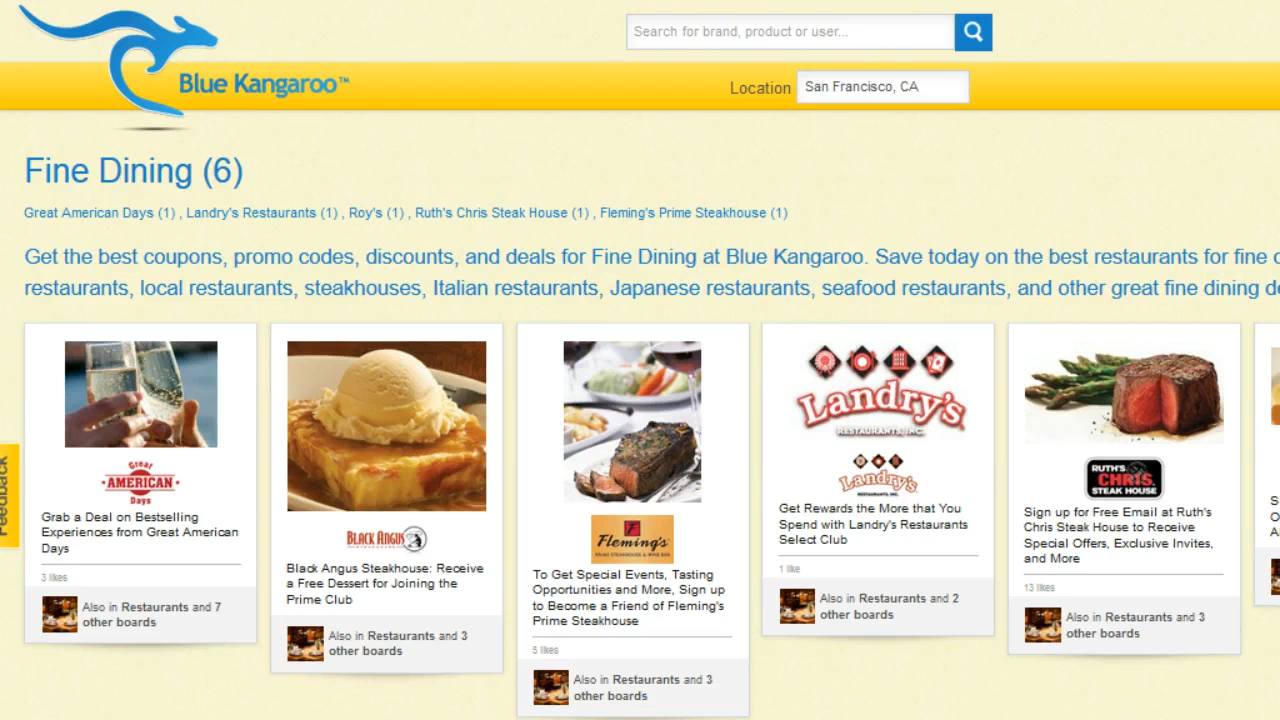 Search for brand, product or user...
Blue Kangaroo™
Location
San Francisco, CA
Fine Dining (6)
Great American Days (1) , Landry's Restaurants (1) , Roy's (1) , Ruth's Chris Steak House (1) , Fleming's Prime Steakhouse (1)
Get the best coupons, promo codes, discounts, and deals for Fine Dining at Blue Kangaroo. Save today on the best restaurants for fine
restaurants, local restaurants, steakhouses, Italian restaurants, Japanese restaurants, seafood restaurants, and other great fine dining
Feedback
Great
AMERICAN
Days
Grab a Deal on Bestselling
Experiences from Great American
Days
3 likes
Also in Restaurants and 7
other boards
BLACK ANGUS
Black Angus Steakhouse: Receive
a Free Dessert for Joining the
Prime Club
Also in Restaurants and 3
other boards
Fleming's
PRIME STEAKHOUSE & WINE BAR
To Get Special Events, Tasting
Opportunities and More, Sign up
to Become a Friend of Fleming's
Prime Steakhouse
5 likes
Also in Restaurants and 3
other boards
Landry's
RESTAURANTS, INC.
Landry's
RESTAURANTS, INC.
Get Rewards the More that You
Spend with Landry's Restaurants
Select Club
1 like
Also in Restaurants and 2
other boards
RUTH'S
CHRIS
STEAK HOUSE
Sign up for Free Email at Ruth's
Chris Steak House to Receive
Special Offers, Exclusive Invites,
and More
13 likes
Also in Restaurants and 3
other boards